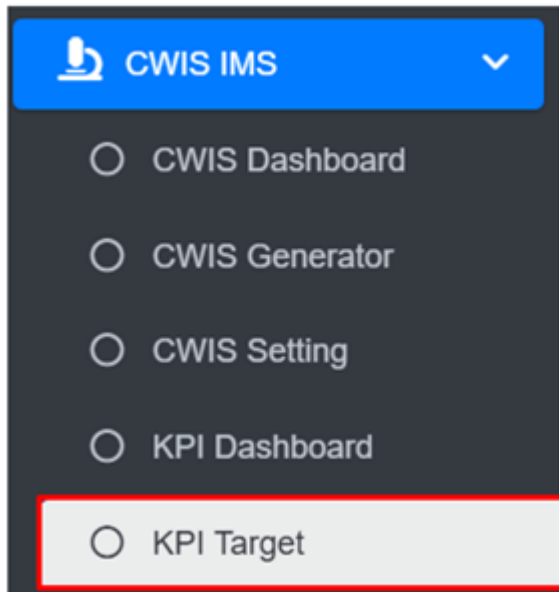 CWIS IMS
CWIS Dashboard
CWIS Generator
CWIS Setting
KPI Dashboard
KPI Target